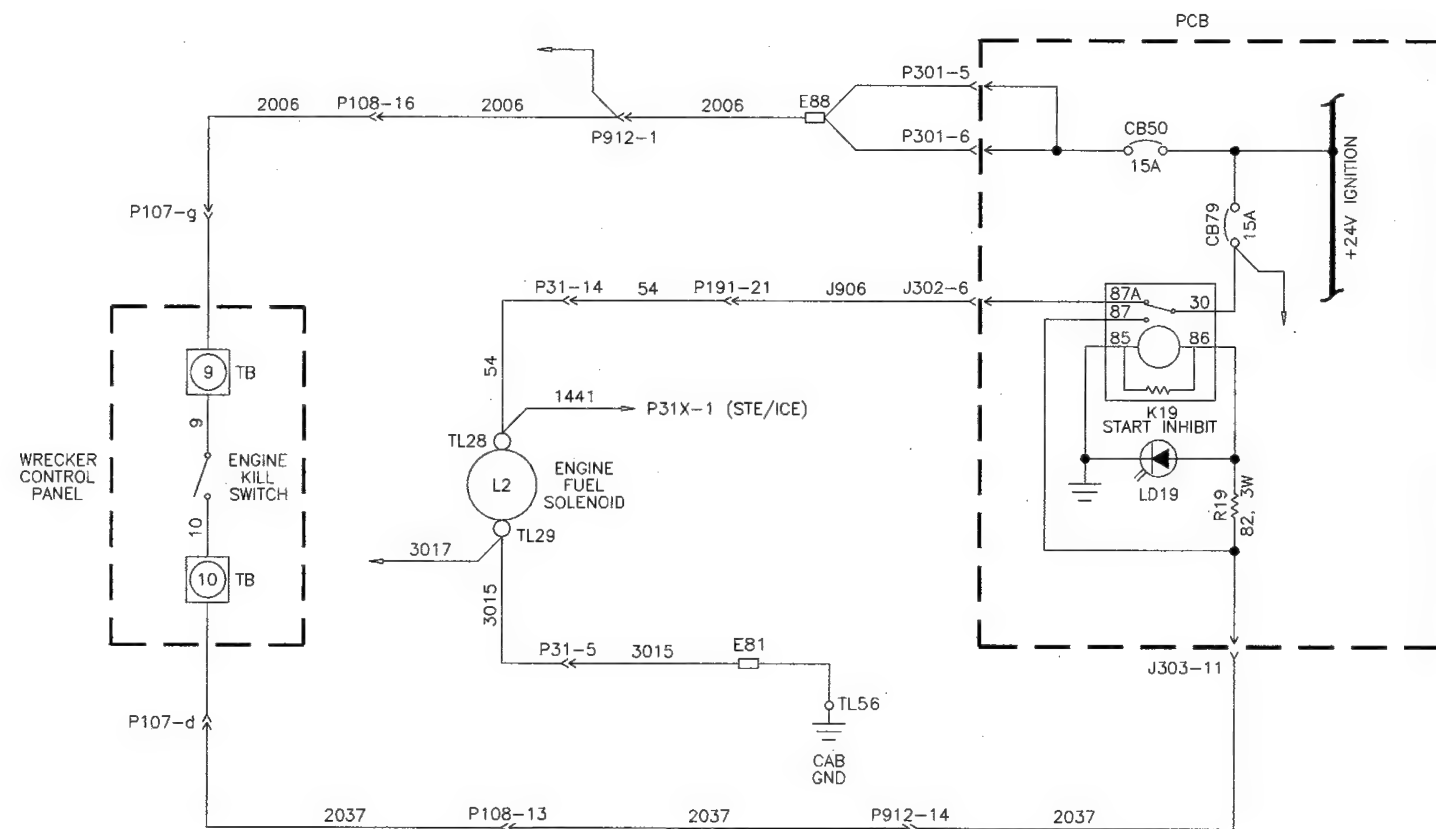 PCB
P301-5
2006
P108-16
2006
2006
E88
P912-1
P301-6
CB50
15A
+24V IGNITION
P107-g
CB79
15A
P31-14
54
P191-21
J906
J302-6
87A
30
87
85
86
54
9
TB
1441
P31X-1 (STE/ICE)
K19
START INHIBIT
9
TL28
WRECKER
CONTROL
PANEL
ENGINE
KILL
SWITCH
L2
ENGINE
FUEL
SOLENOID
LD19
R19
82, 3W
10
TL29
3017
10
TB
3015
P31-5
3015
E81
J303-11
TL56
P107-d
CAB
GND
2037
P108-13
2037
P912-14
2037